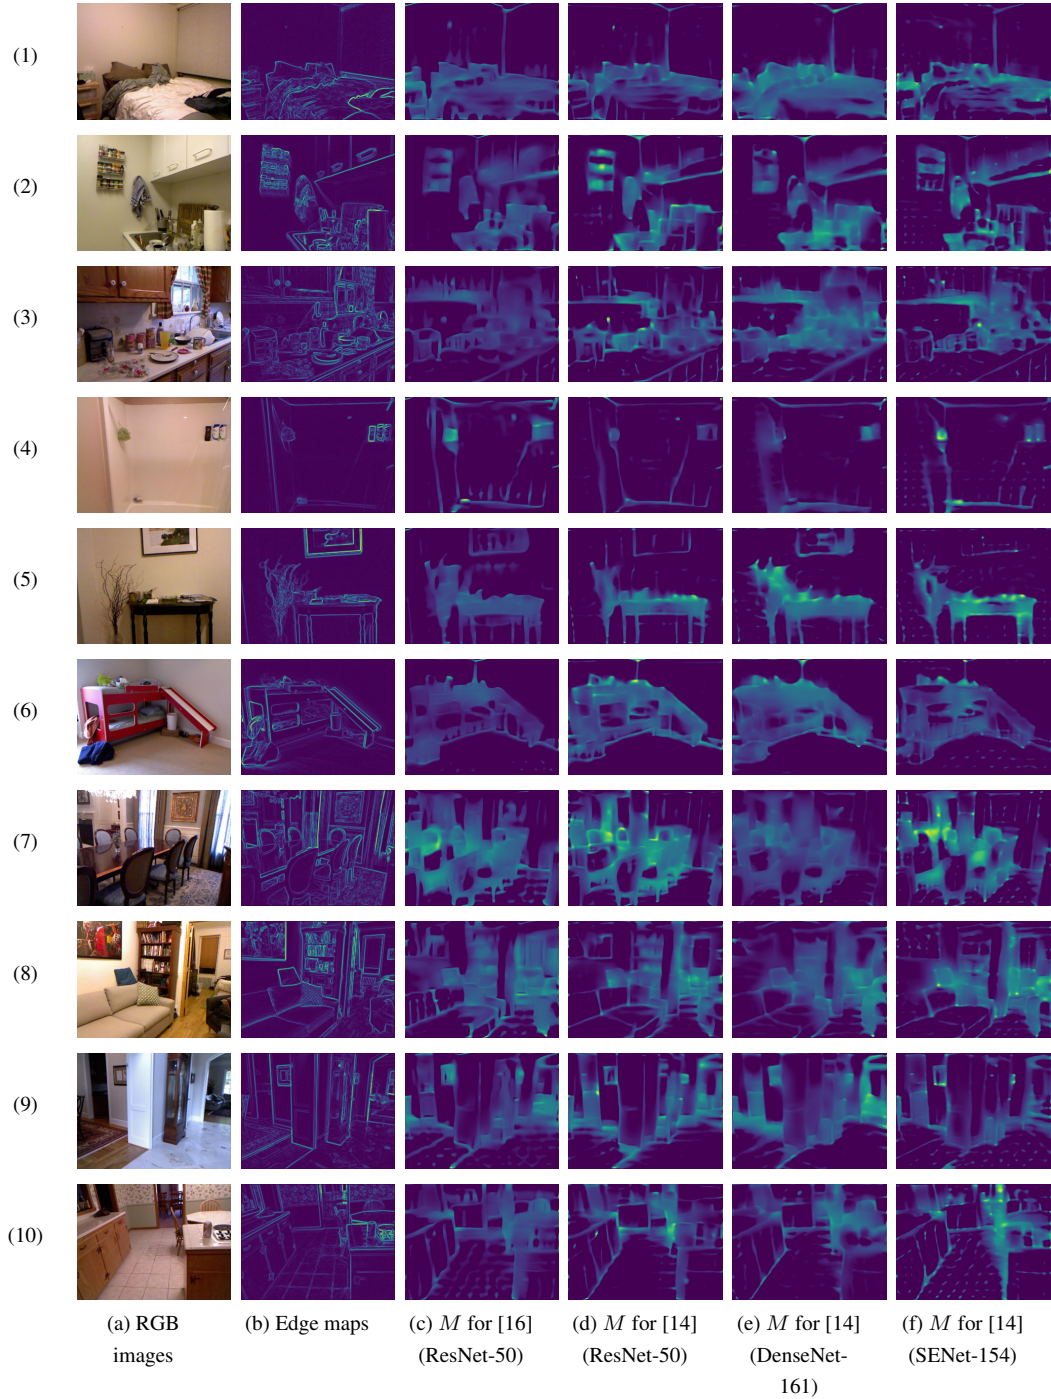 (1)
(2)
(3)
(4)
(5)
(6)
(7)
(8)
(9)
(10)
(a) RGB
images
(b) Edge maps
(c) M for [16]
(ResNet-50)
(d) M for [14]
(ResNet-50)
(e) M for [14]
(DenseNet-
161)
(f) M for [14]
(SENet-154)